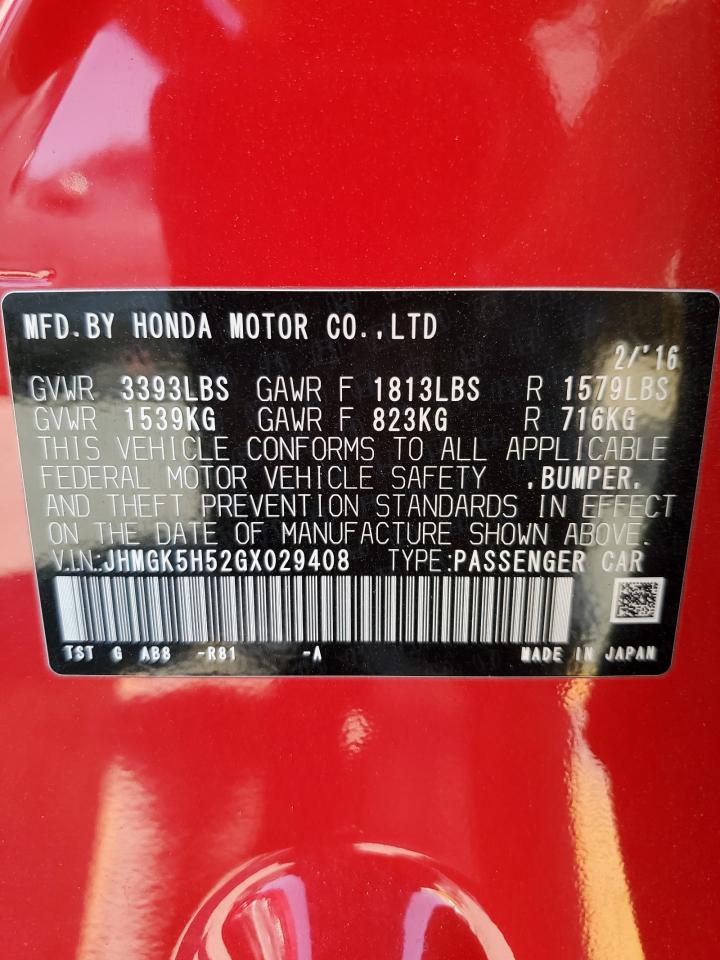 MFD.BY HONDA MOTOR CO.,LTD
2/'16
GVWR 3393LBS GAWR F 1813LBS R 1579LBS
GVWR 1539KG GAWR F 823KG R 716KG
THIS VEHICLE CONFORMS TO ALL APPLICABLE
FEDERAL MOTOR VEHICLE SAFETY ,BUMPER,
AND THEFT PREVENTION STANDARDS IN EFFECT
ON THE DATE OF MANUFACTURE SHOWN ABOVE.
V.I.N:JHMGK5H52GX029408 TYPE:PASSENGER CAR
TST G AB8 -R81 -A MADE IN JAPAN